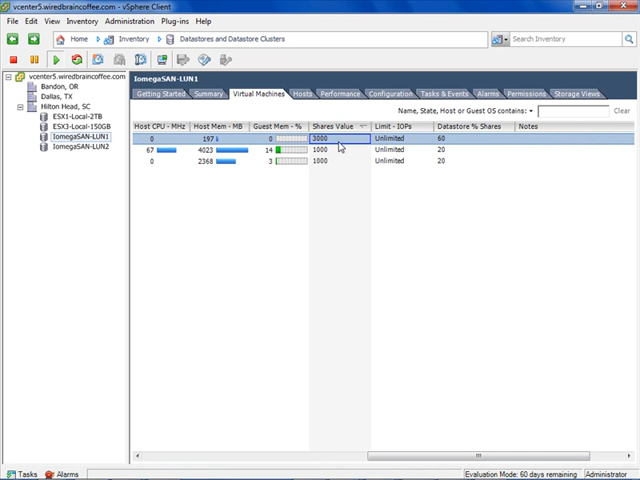 vcenter5.wiredbraincoffee.com - vSphere Client
File Edit View Inventory Administration Plug-ins Help
Home Inventory Datastores and Datastore Clusters Search Inventory
vcenter5.wiredbraincoffee.com
Bandon, OR
Dallas, TX
Hilton Head, SC
ESX1-Local-2TB
ESX3-Local-150GB
IomegaSAN-LUN1
IomegaSAN-LUN2
IomegaSAN-LUN1
Getting Started Summary Virtual Machines Hosts Performance Configuration Tasks & Events Alarms Permissions Storage Views
Name, State, Host or Guest OS contains: Clear
Host CPU - MHz Host Mem - MB Guest Mem - % Shares Value Limit - IOPs Datastore % Shares Notes
0 197 0 3000 Unlimited 60
67 4023 14 1000 Unlimited 20
0 2368 3 1000 Unlimited 20
Tasks Alarms Evaluation Mode: 60 days remaining Administrator